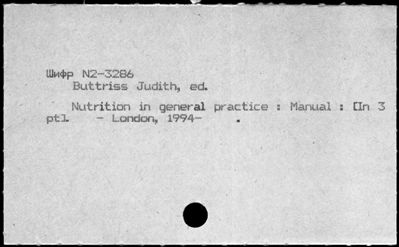 Шифр N2-3286
Buttriss Judith, ed.
Nutrition in general practice : Manual : [In 3
pt]. - London, 1994- .